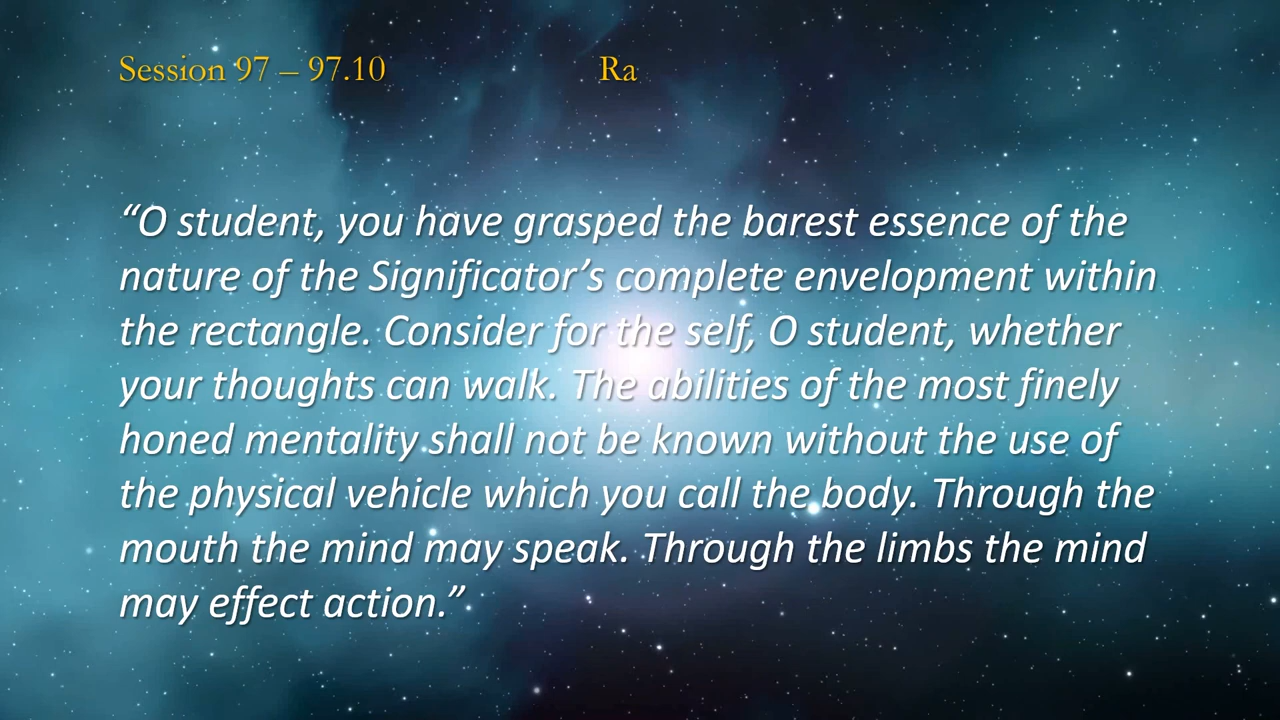 Session 97 – 97.10 Ra
“O student, you have grasped the barest essence of the
nature of the Significator’s complete envelopment within
the rectangle. Consider for the self, O student, whether
your thoughts can walk. The abilities of the most finely
honed mentality shall not be known without the use of
the physical vehicle which you call the body. Through the
mouth the mind may speak. Through the limbs the mind
may effect action.”